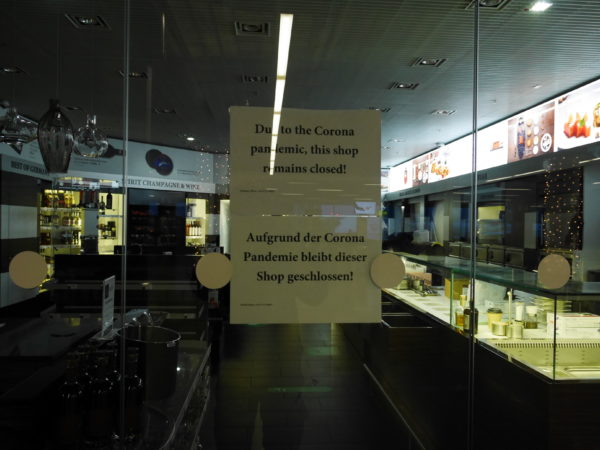 Due to the Corona
pandemic, this shop
remains closed!
Aufgrund der Corona
Pandemie bleibt dieser
Shop geschlossen!
BEST OF GERMANY
SPIRIT CHAMPAGNE & WINE